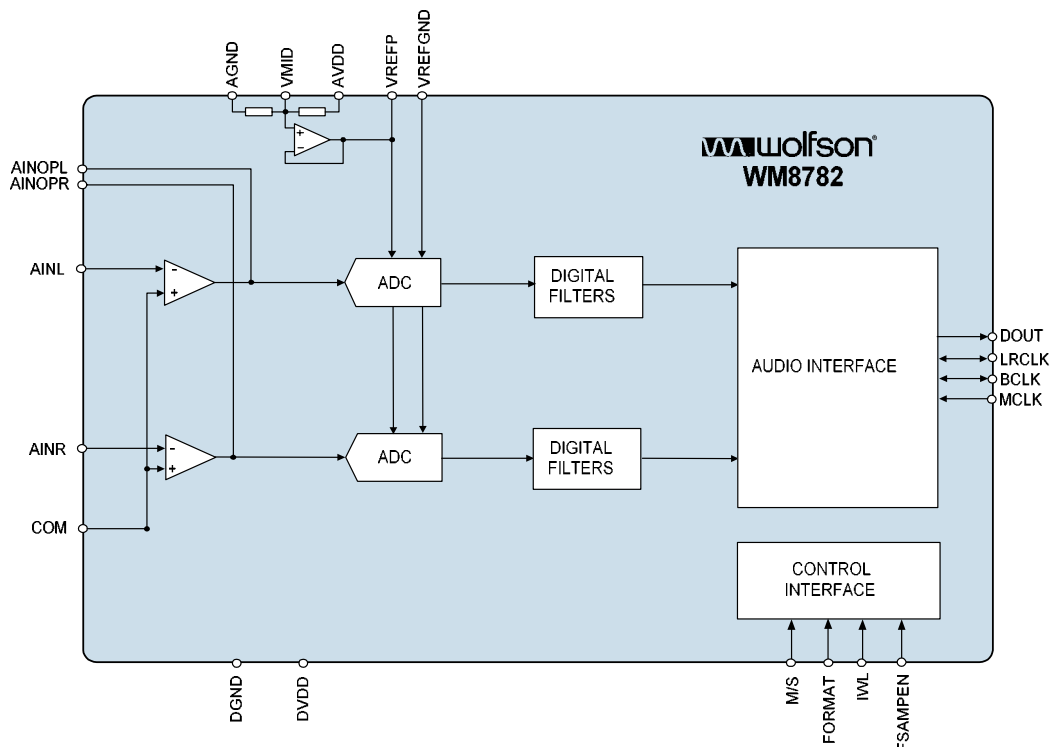 AGND
VMID
AVDD
VREFP
VREFGND
wolfson®
WM8782
AINOPL
AINOPR
AINL
-
+
ADC
DIGITAL
FILTERS
AUDIO INTERFACE
DOUT
LRCLK
BCLK
MCLK
AINR
-
+
ADC
DIGITAL
FILTERS
COM
CONTROL
INTERFACE
+
-
DGND
DVDD
M/S
FORMAT
IWL
FSAMPEN